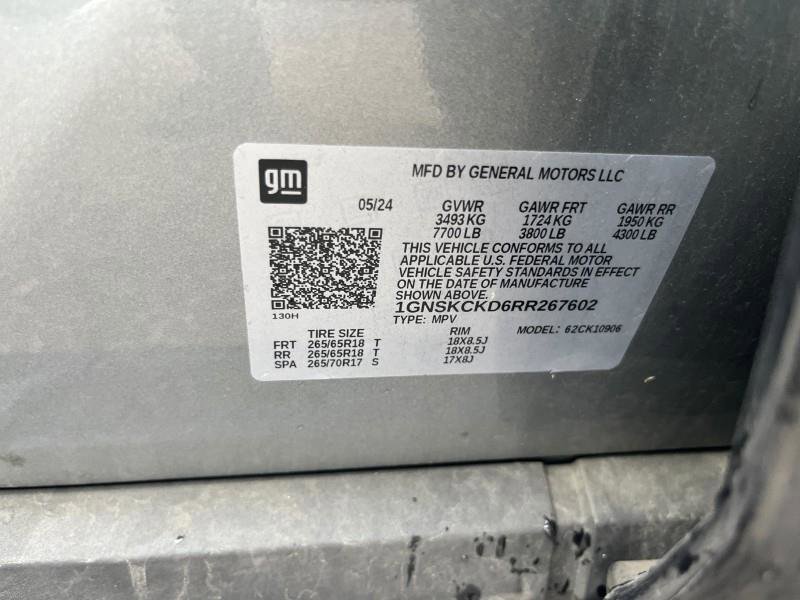 gm
MFD BY GENERAL MOTORS LLC
05/24 GVWR GAWR FRT GAWR RR
3493 KG 1724 KG 1950 KG
7700 LB 3800 LB 4300 LB
THIS VEHICLE CONFORMS TO ALL
APPLICABLE U.S. FEDERAL MOTOR
VEHICLE SAFETY STANDARDS IN EFFECT
ON THE DATE OF MANUFACTURE
SHOWN ABOVE.
130H
1GNSKCKD6RR267602
TYPE: MPV MODEL: 62CK10906
TIRE SIZE RIM
FRT 265/65R18 T 18X8.5J
RR 265/65R18 T 18X8.5J
SPA 265/70R17 S 17X8J